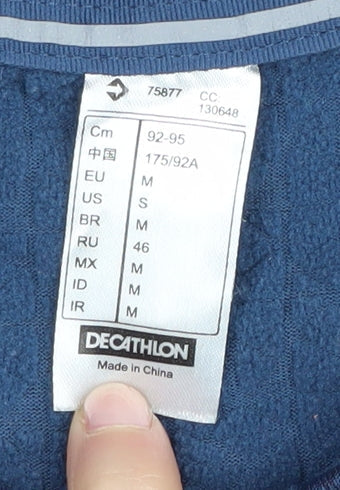 75877 CC:
130648
Cm 92-95
中国 175/92A
EU M
US S
BR M
RU 46
MX M
ID M
IR M
DECATHLON
Made in China